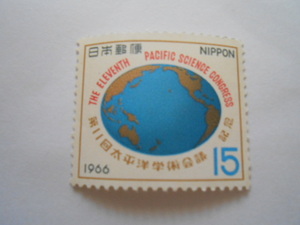 日本郵便 NIPPON
THE ELEVENTH PACIFIC SCIENCE CONGRESS
第11回太平洋学術会議記念
1966
15